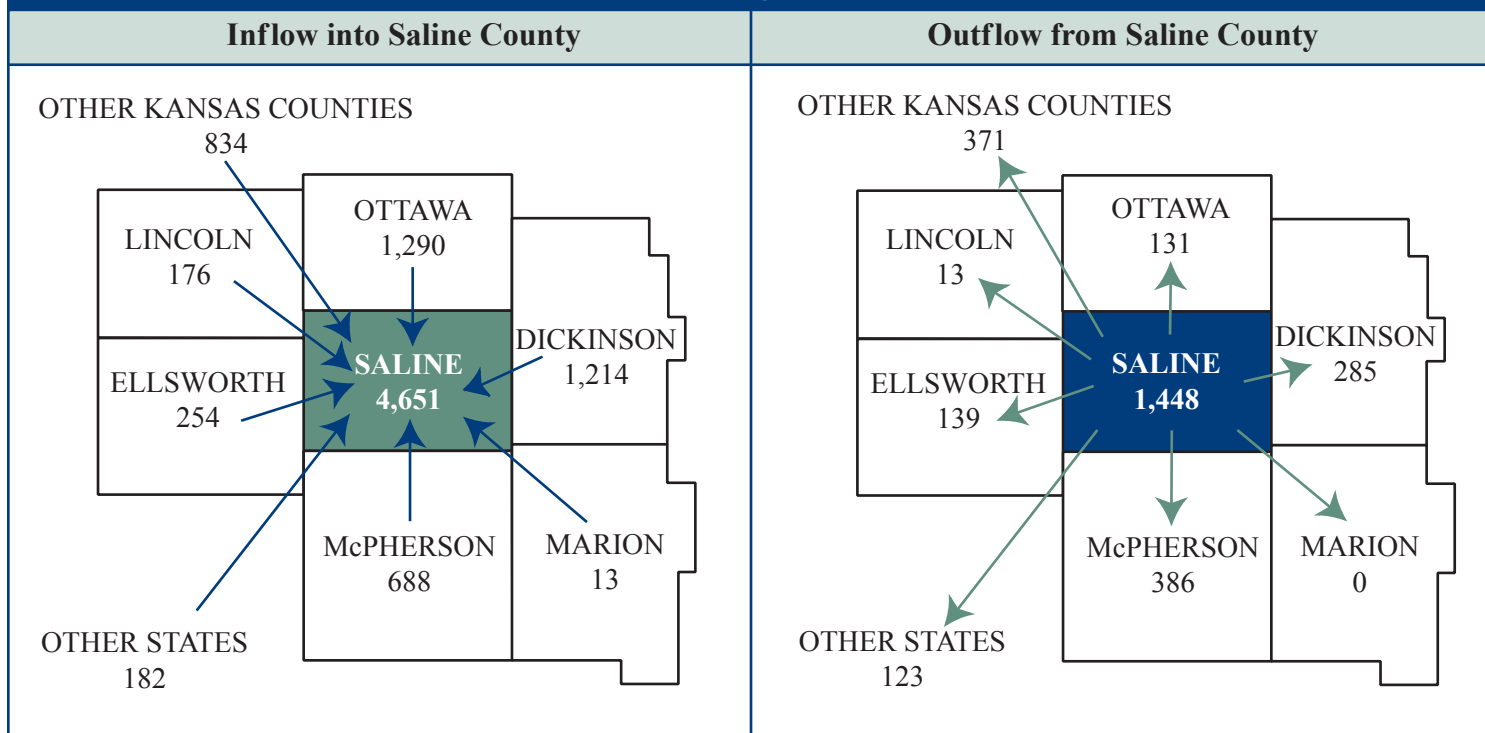 Inflow into Saline County
OTHER KANSAS COUNTIES
834
OTTAWA
1,290
LINCOLN
176
DICKINSON
1,214
SALINE
4,651
ELLSWORTH
254
McPHERSON
688
MARION
13
OTHER STATES
182
Outflow from Saline County
OTHER KANSAS COUNTIES
371
OTTAWA
131
LINCOLN
13
DICKINSON
285
SALINE
1,448
ELLSWORTH
139
McPHERSON
386
MARION
0
OTHER STATES
123